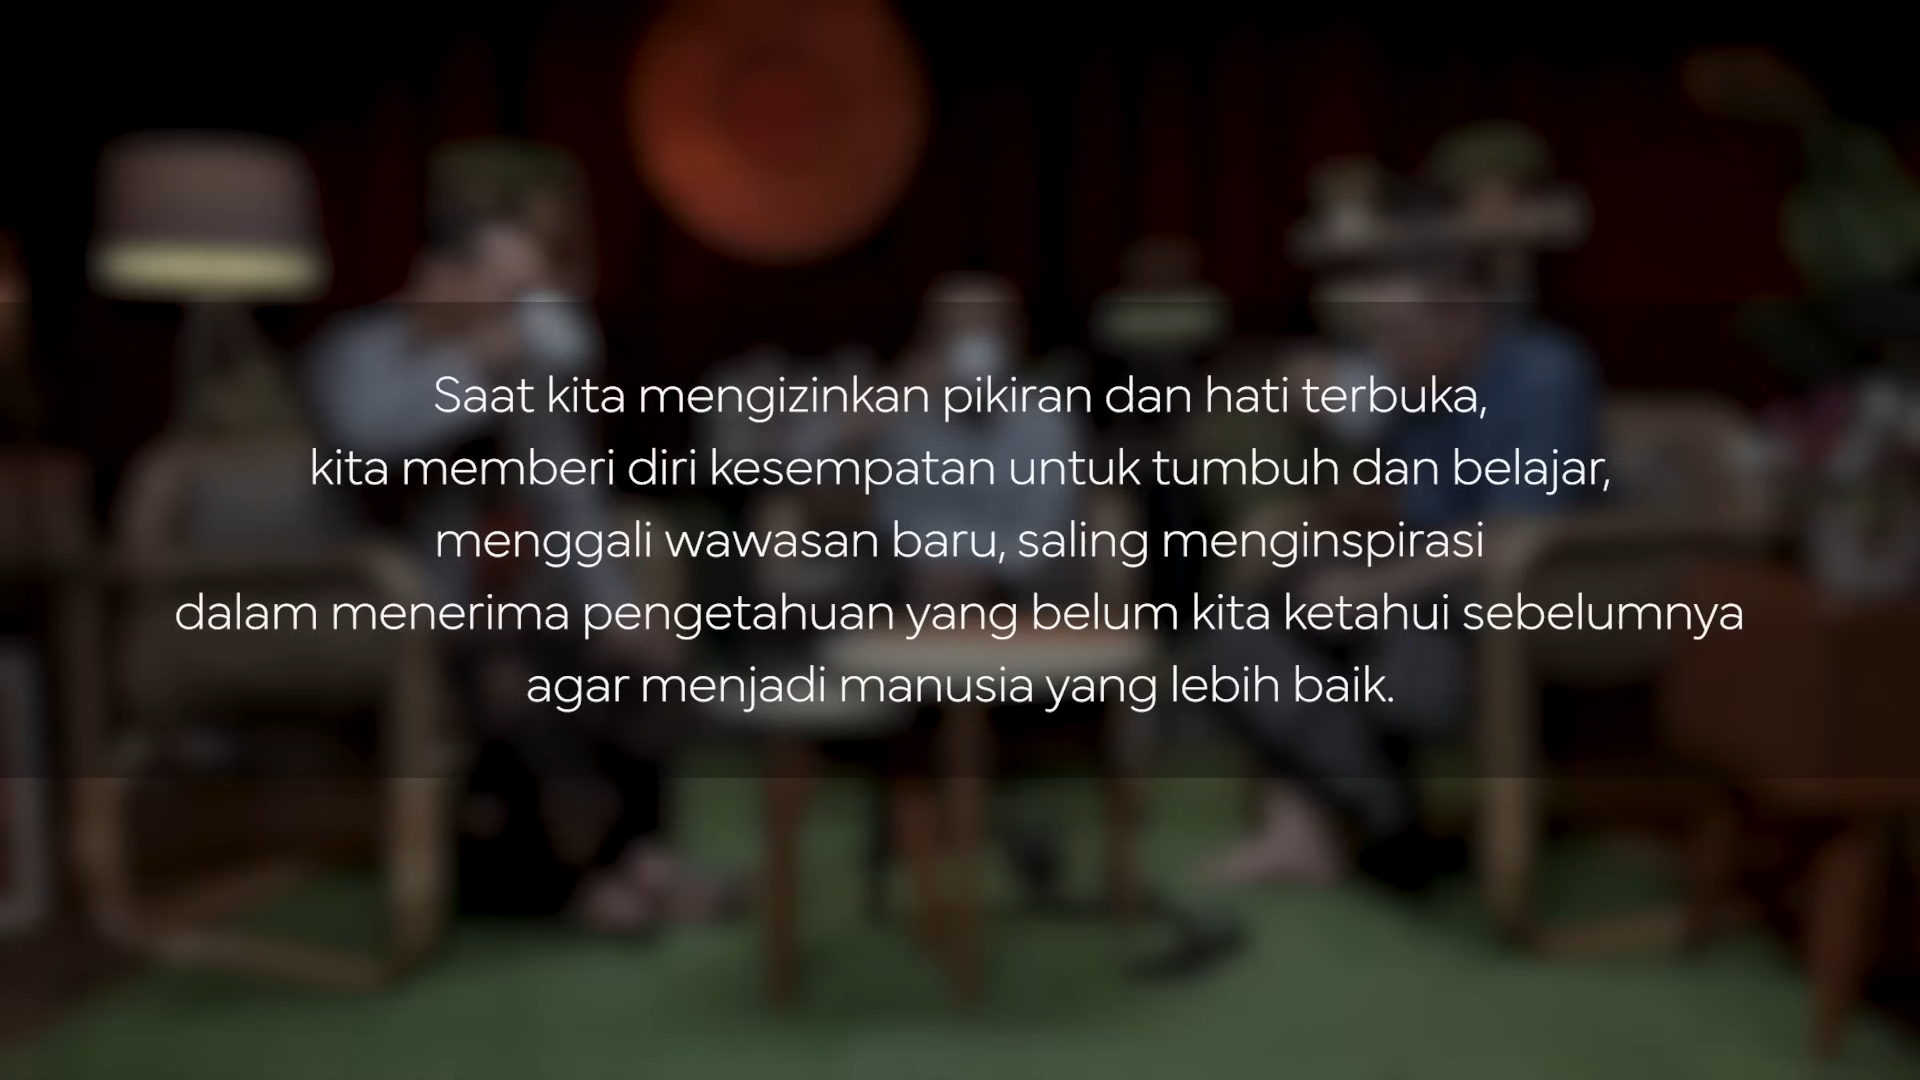 Saat kita mengizinkan pikiran dan hati terbuka,
kita memberi diri kesempatan untuk tumbuh dan belajar,
menggali wawasan baru, saling menginspirasi
dalam menerima pengetahuan yang belum kita ketahui sebelumnya
agar menjadi manusia yang lebih baik.